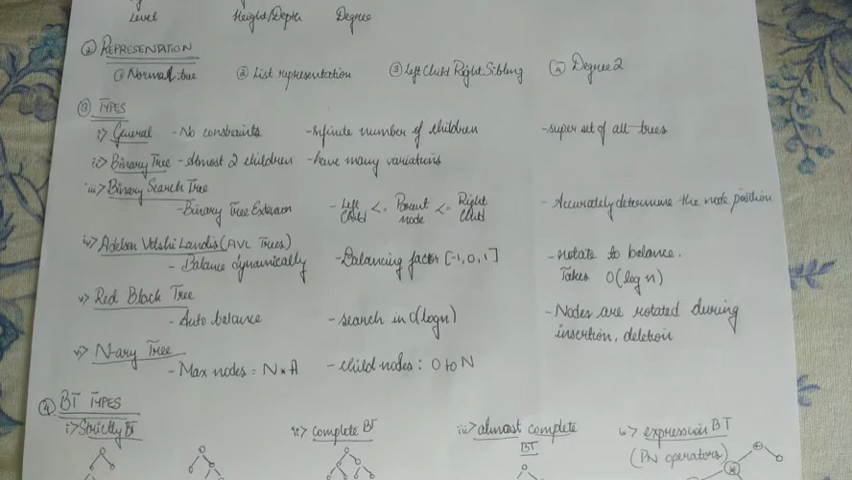 Level Height/Depth Degree
② REPRESENTATION
① Normal tree ② List representation ③ Left Child Right Sibling ④ Degree 2
③ TYPES
i> General - No constraints - infinite number of children - super set of all trees
ii> Binary Tree - atmost 2 children - have many variations
iii> Binary Search Tree
- Binary Tree Extension - Left Child <= Parent node <= Right Child - Accurately determine the node position
iv> Adelson Velshi Landis (AVL Trees)
- Balance dynamically - Balancing factor [-1, 0, 1] - rotate to balance.
Takes O(log n)
v> Red Black Tree
- Auto balance - search in O(logn) - Nodes are rotated during
insertion, deletion
vi> N-ary Tree
- Max nodes = N * A - child nodes: 0 to N
④ BT TYPES
i> Strictly BT ii> complete BT iii> almost complete BT iv> expression BT
(PN operators)
+
*